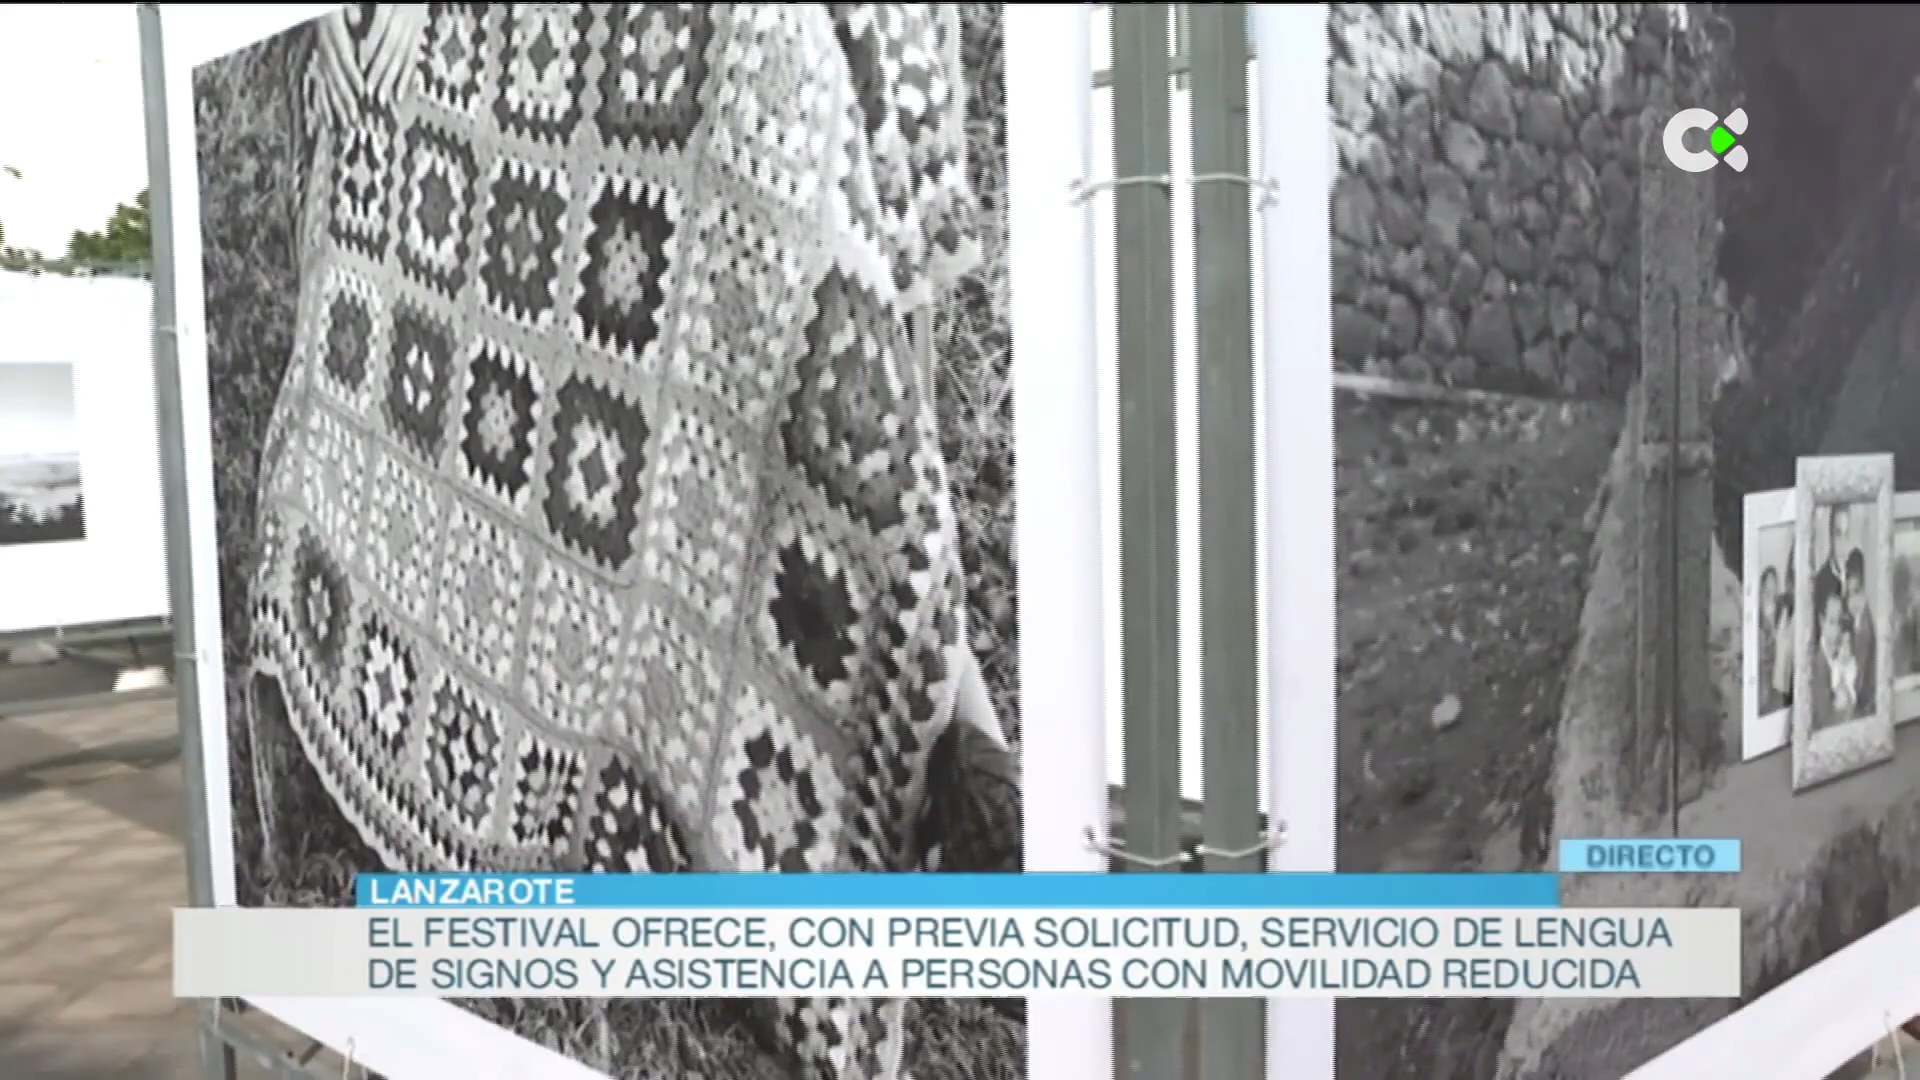 DIRECTO
LANZAROTE
EL FESTIVAL OFRECE, CON PREVIA SOLICITUD, SERVICIO DE LENGUA
DE SIGNOS Y ASISTENCIA A PERSONAS CON MOVILIDAD REDUCIDA